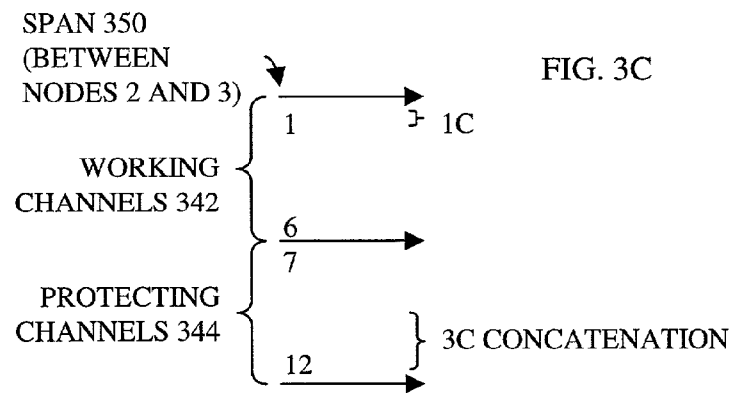 SPAN 350
(BETWEEN
NODES 2 AND 3)
FIG. 3C
1
1C
WORKING
CHANNELS 342
6
7
PROTECTING
CHANNELS 344
3C CONCATENATION
12